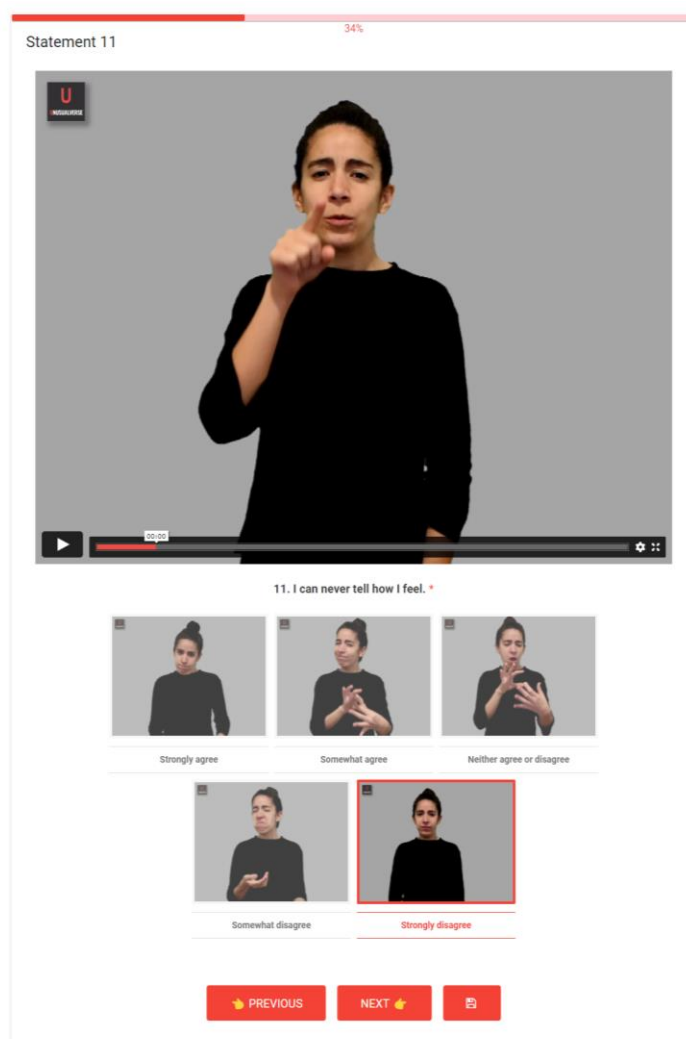 34%
Statement 11
U
UNUSUALVERSE
00:00
11. I can never tell how I feel. *
Strongly agree
Somewhat agree
Neither agree or disagree
Somewhat disagree
Strongly disagree
PREVIOUS
NEXT